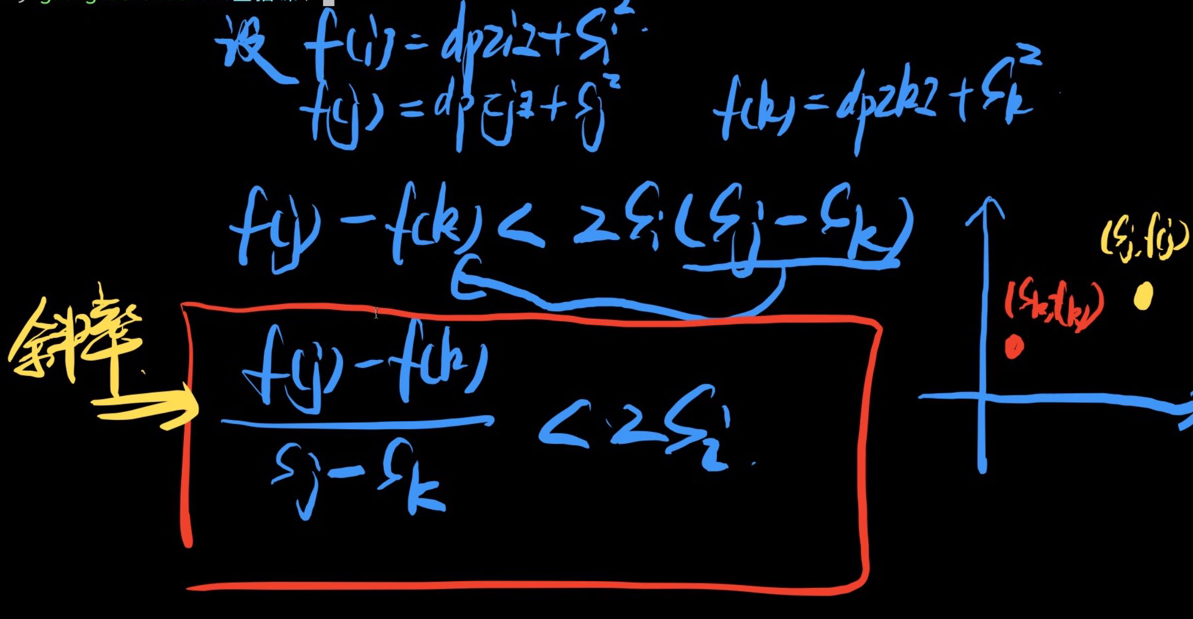 设 f(i) = dp[i] + S_i^2
f(j) = dp[j] + S_j^2
f(k) = dp[k] + S_k^2
f(j) - f(k) < 2S_i(S_j - S_k)
(S_j, f(j))
(S_k, f(k))
斜率
f(j) - f(k)
S_j - S_k
< 2S_i